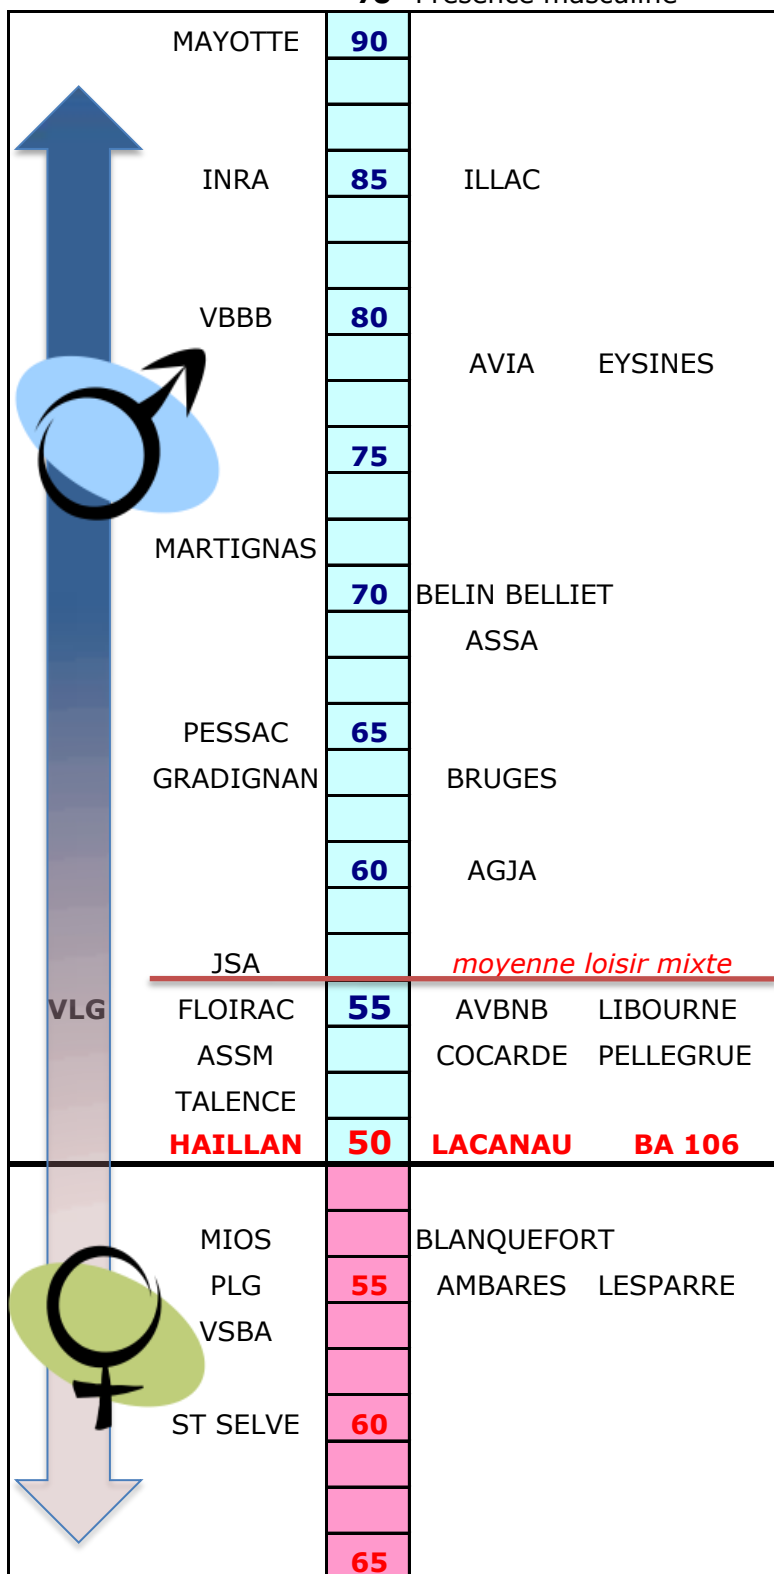 MAYOTTE 90
INRA 85 ILLAC
VBBB 80
AVIA EYSINES
75
MARTIGNAS
70 BELIN BELLIET
ASSA
PESSAC 65
GRADIGNAN BRUGES
60 AGJA
JSA moyenne loisir mixte
VLG FLOIRAC 55 AVBNB LIBOURNE
ASSM COCARDE PELLEGRUE
TALENCE
HAILLAN 50 LACANAU BA 106
MIOS BLANQUEFORT
PLG 55 AMBARES LESPARRE
VSBA
ST SELVE 60
65